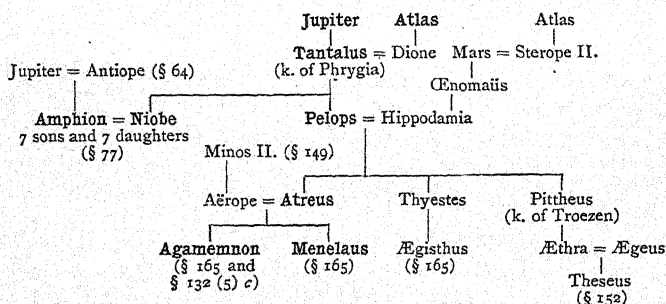 Jupiter Atlas Atlas
Tantalus = Dione Mars = Sterope II.
(k. of Phrygia)
Jupiter = Antiope (§ 64)
Œnomaüs
Amphion = Niobe Pelops = Hippodamia
7 sons and 7 daughters
(§ 77)
Minos II. (§ 149)
Aërope = Atreus Thyestes Pittheus
(k. of Troezen)
Agamemnon Menelaus Ægisthus Æthra = Ægeus
(§ 165 and (§ 165) (§ 165)
§ 132 (5) c)
Theseus
(§ 152)